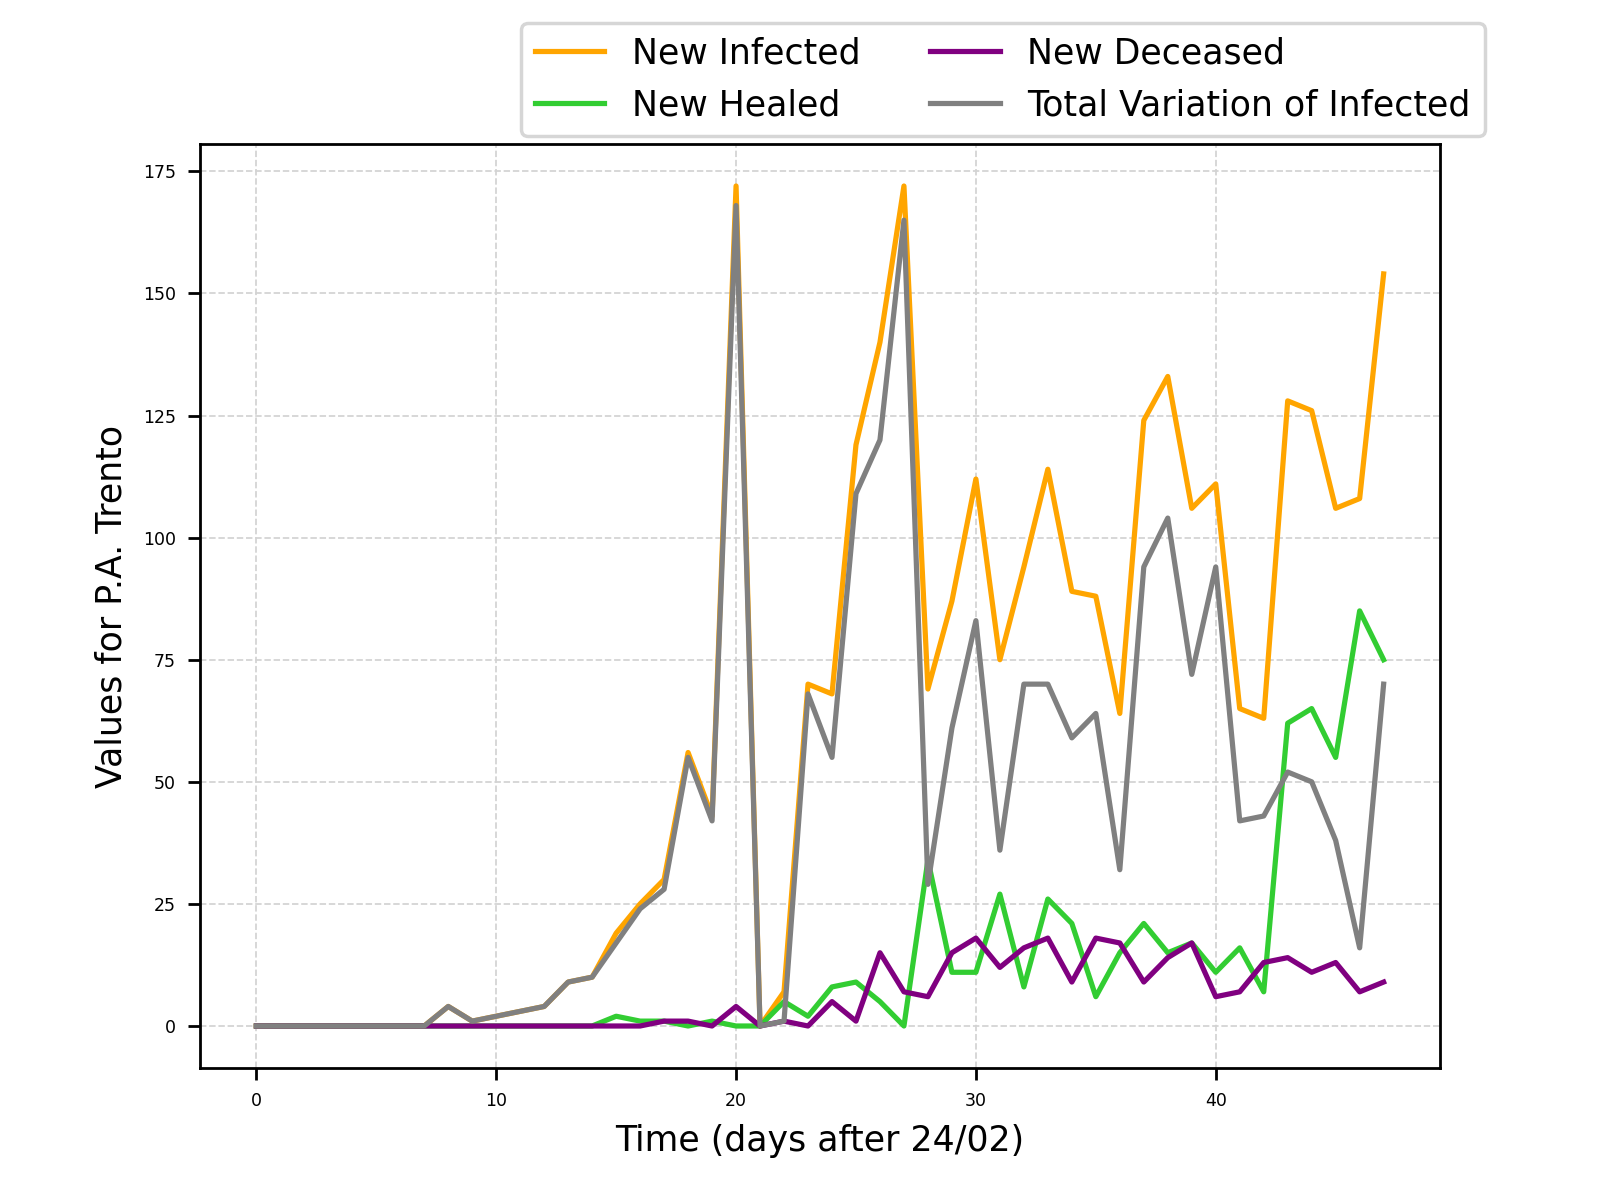 New Infected
New Healed
New Deceased
Total Variation of Infected
175
150
125
100
75
50
25
0
Values for P.A. Trento
0 10 20 30 40
Time (days after 24/02)